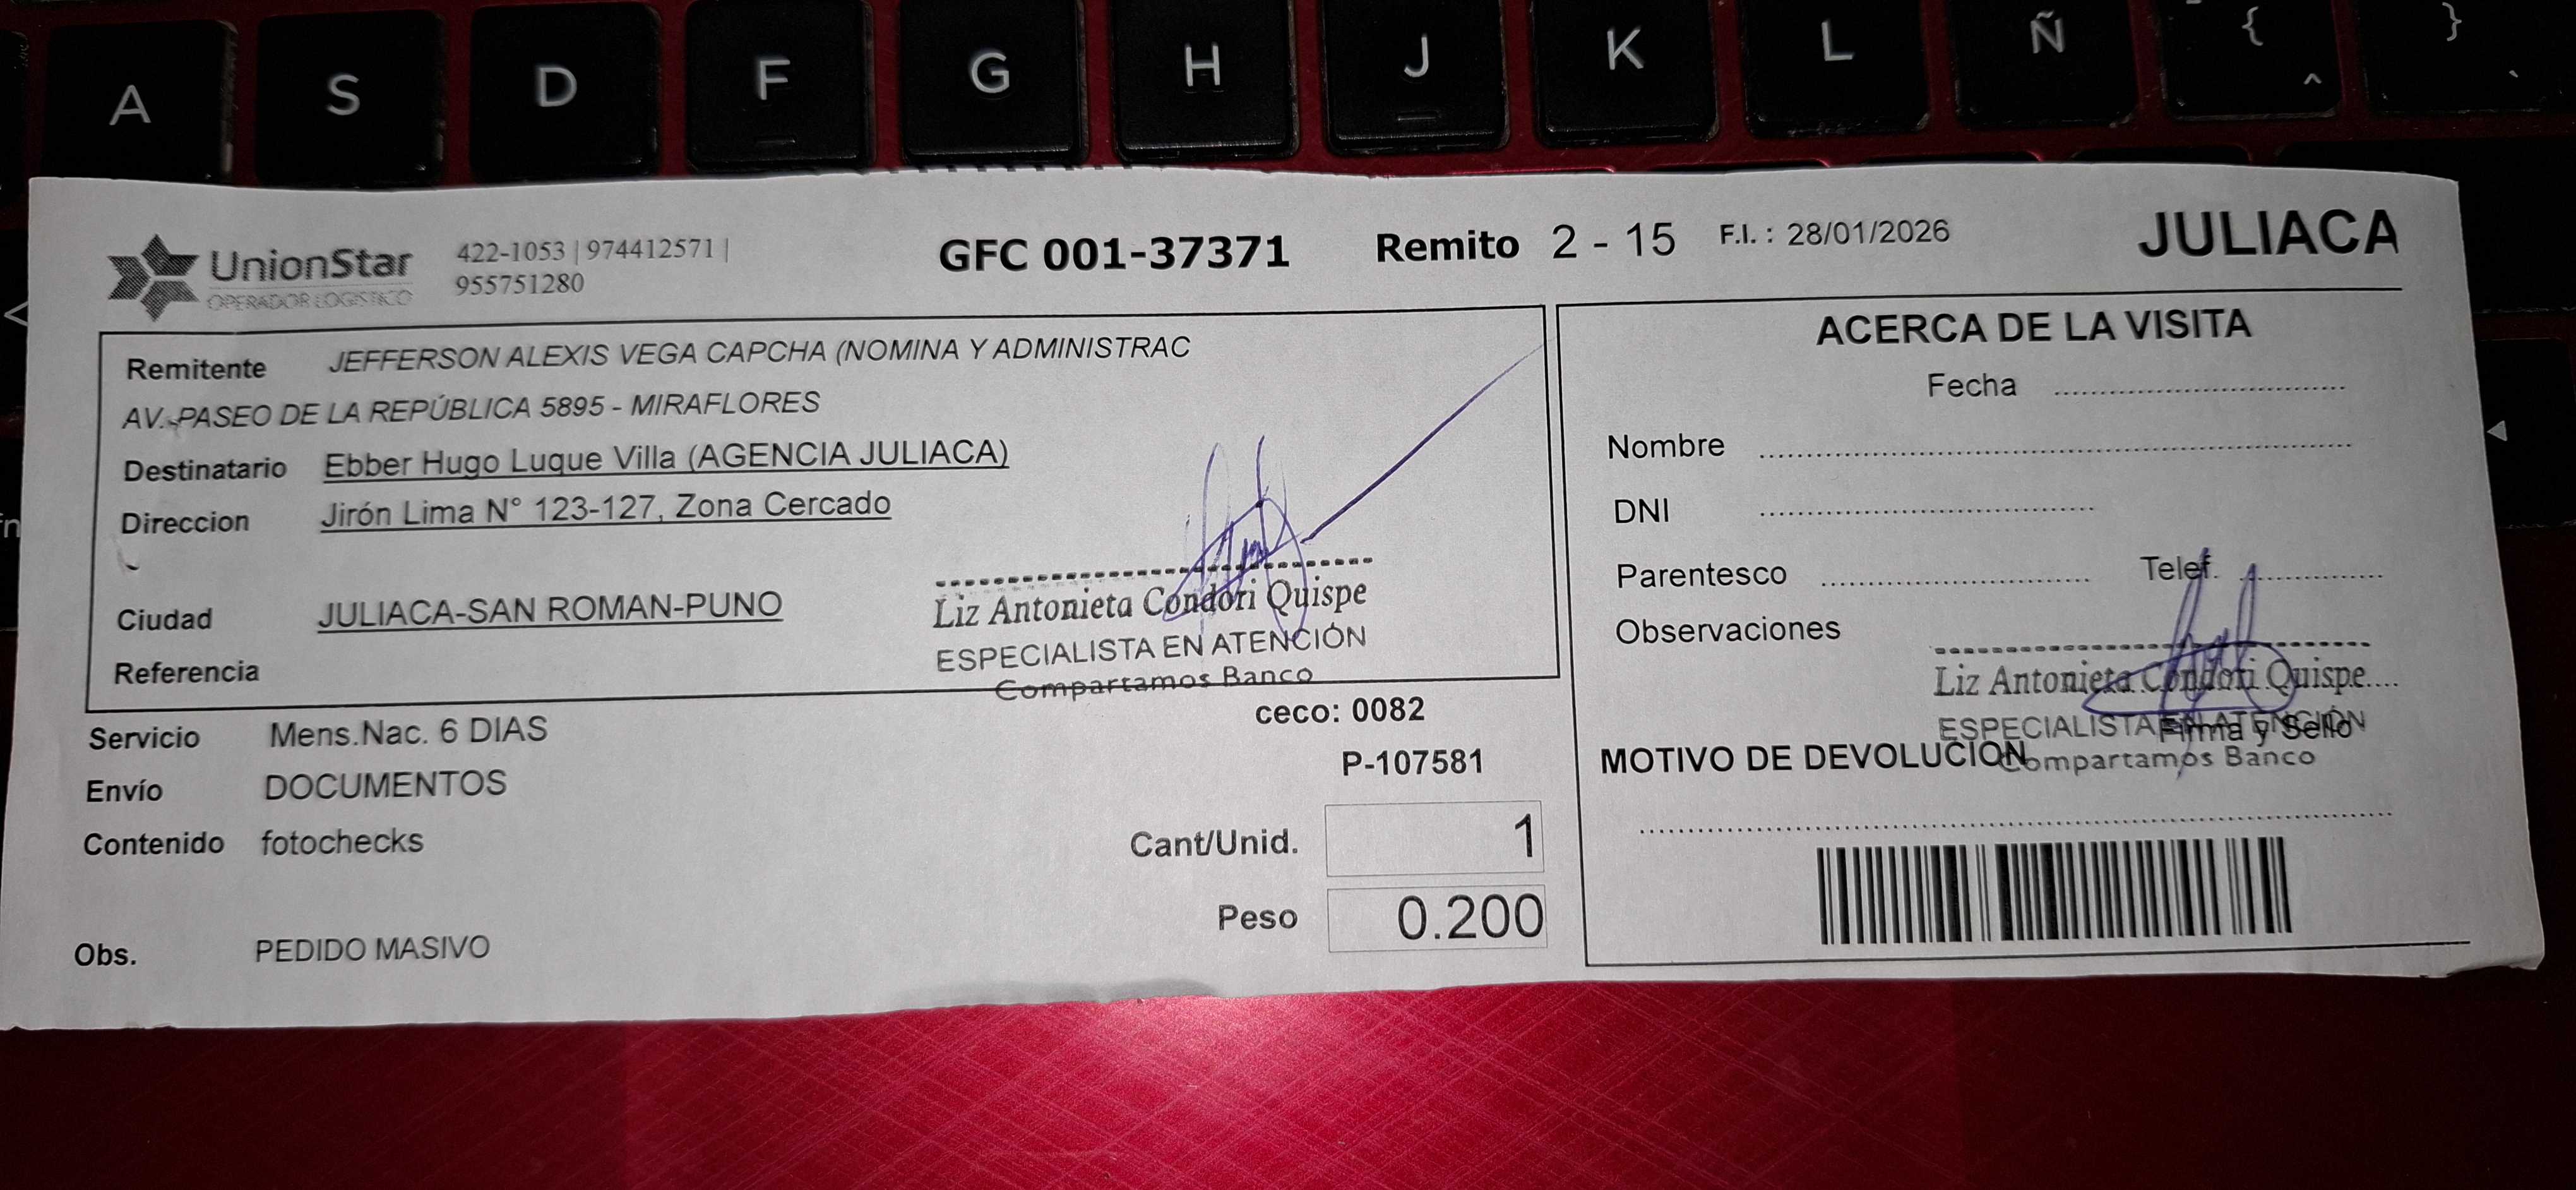 A S D F G H J K L Ñ { ^ } `
UnionStar
OPERADOR LOGISTICO
422-1053 | 974412571 |
955751280
GFC 001-37371 Remito 2 - 15 F.I. : 28/01/2026 JULIACA
Remitente JEFFERSON ALEXIS VEGA CAPCHA (NOMINA Y ADMINISTRAC
AV. PASEO DE LA REPÚBLICA 5895 - MIRAFLORES
Destinatario Ebber Hugo Luque Villa (AGENCIA JULIACA)
Direccion Jirón Lima N° 123-127, Zona Cercado
Ciudad JULIACA-SAN ROMAN-PUNO
Referencia
Liz Antonieta Condori Quispe
ESPECIALISTA EN ATENCIÓN
Compartamos Banco
Servicio Mens.Nac. 6 DIAS
ceco: 0082
Envío DOCUMENTOS
P-107581
Contenido fotochecks
Cant/Unid. 1
Peso 0.200
Obs. PEDIDO MASIVO
ACERCA DE LA VISITA
Fecha
Nombre
DNI
Parentesco Telef.
Observaciones
Liz Antonieta Condori Quispe
ESPECIALISTA EN ATENCIÓN
Firma y Sello
Compartamos Banco
MOTIVO DE DEVOLUCION
fn